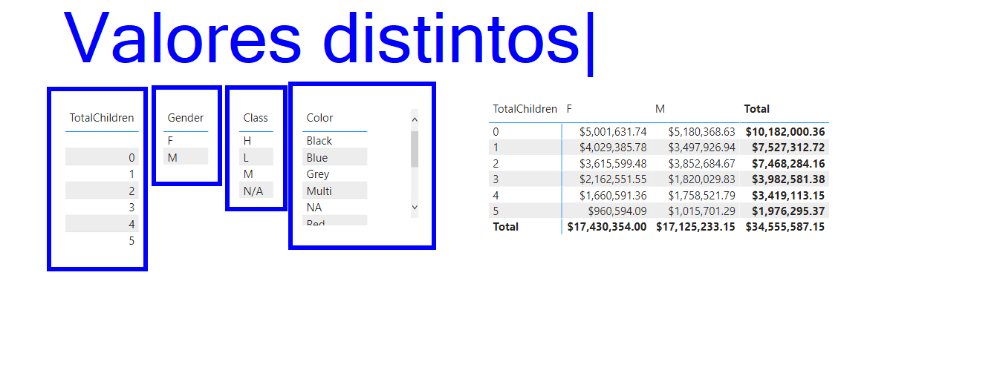 Valores distintos
TotalChildren
0
1
2
3
4
5
Gender
F
M
Class
H
L
M
N/A
Color
Black
Blue
Grey
Multi
NA
Red
TotalChildren F M Total
0 $5,001,631.74 $5,180,368.63 $10,182,000.36
1 $4,029,385.78 $3,497,926.94 $7,527,312.72
2 $3,615,599.48 $3,852,684.67 $7,468,284.16
3 $2,162,551.55 $1,820,029.83 $3,982,581.38
4 $1,660,591.36 $1,758,521.79 $3,419,113.15
5 $960,594.09 $1,015,701.29 $1,976,295.37
Total $17,430,354.00 $17,125,233.15 $34,555,587.15